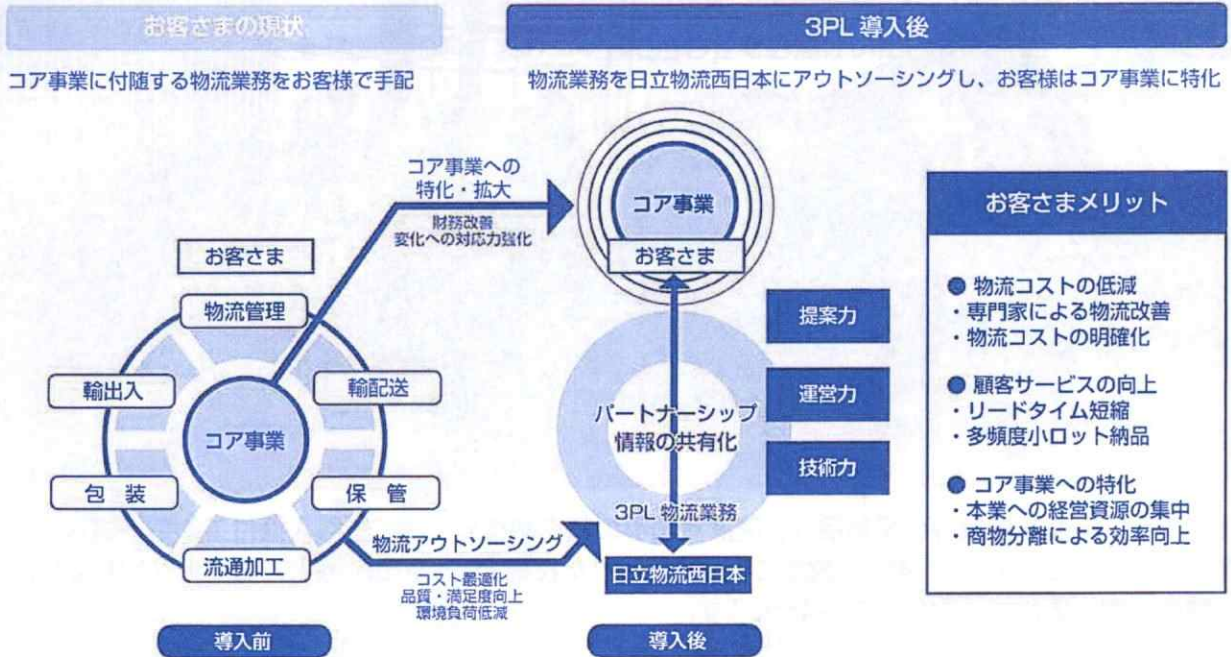 お客さまの現状
コア事業に付随する物流業務をお客様で手配
3PL 導入後
物流業務を日立物流西日本にアウトソーシングし、お客様はコア事業に特化
お客さま
物流管理
輸出入
輸配送
コア事業
包 装
保 管
流通加工
導入前
コア事業への
特化・拡大
財務改善
変化への対応力強化
物流アウトソーシング
コスト最適化
品質・満足度向上
環境負荷低減
コア事業
お客さま
パートナーシップ
情報の共有化
3PL 物流業務
日立物流西日本
導入後
提案力
運営力
技術力
お客さまメリット
● 物流コストの低減
・専門家による物流改善
・物流コストの明確化
● 顧客サービスの向上
・リードタイム短縮
・多頻度小ロット納品
● コア事業への特化
・本業への経営資源の集中
・商物分離による効率向上